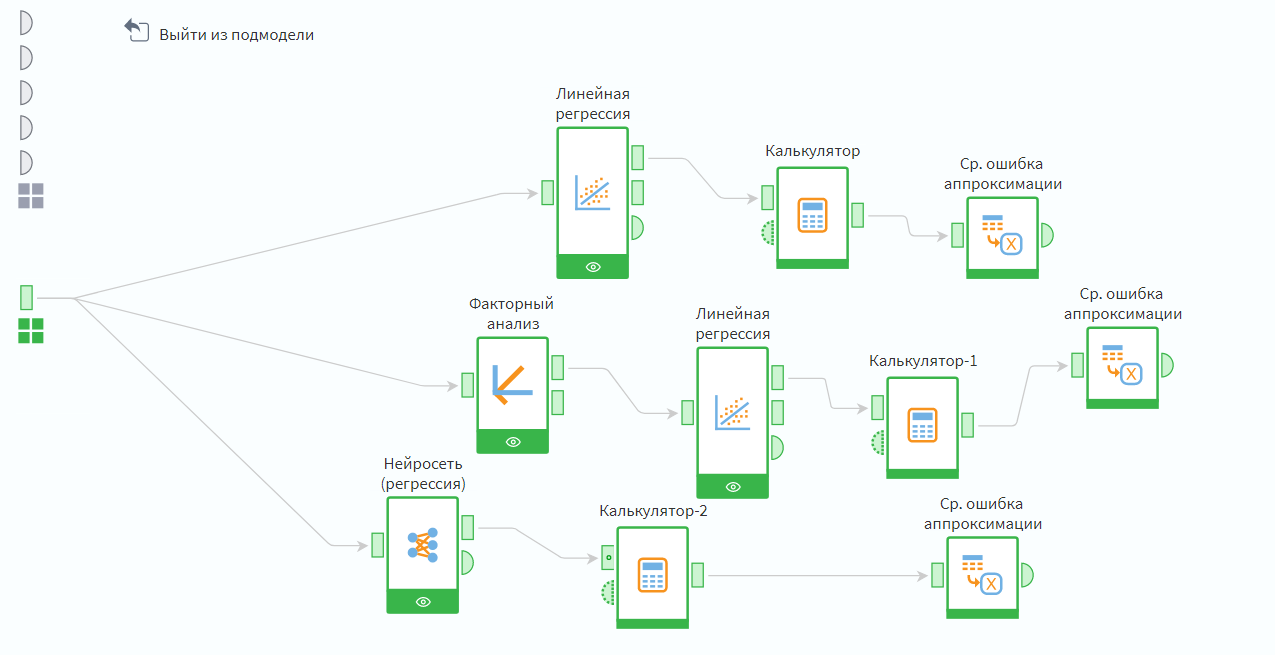 Выйти из подмодели
Линейная
регрессия
Калькулятор
Ср. ошибка
аппроксимации
Факторный
анализ
Линейная
регрессия
Калькулятор-1
Ср. ошибка
аппроксимации
Нейросеть
(регрессия)
Калькулятор-2
Ср. ошибка
аппроксимации